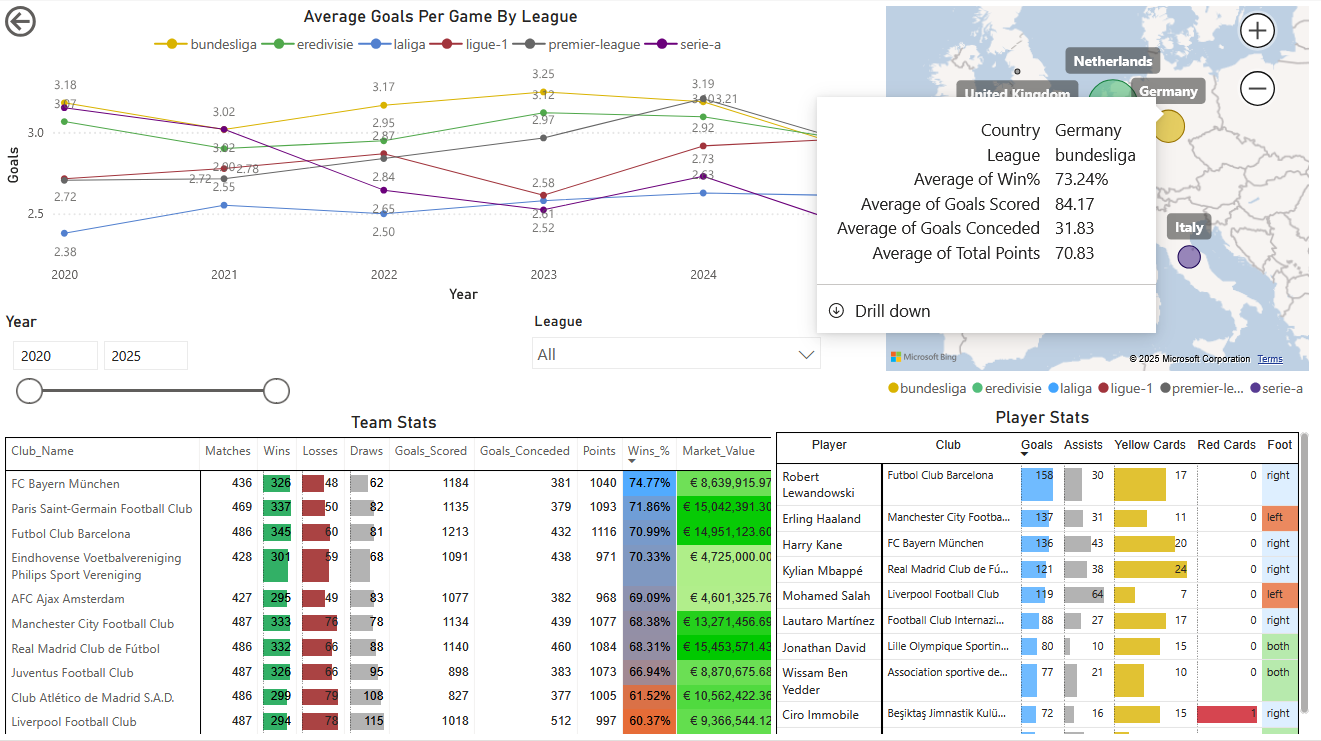 Average Goals Per Game By League
bundesliga eredivisie laliga ligue-1 premier-league serie-a
Goals
3.0
2.5
3.18
2.72
2.38
3.02
2.78
2.72
2.55
3.17
2.95
2.87
2.84
2.65
2.50
3.25
3.12
2.97
2.58
2.61
2.52
3.19
3.21
2.92
2.73
2.63
2020 2021 2022 2023 2024
Year
Netherlands
United Kingdom
Germany
Italy
Country Germany
League bundesliga
Average of Win% 73.24%
Average of Goals Scored 84.17
Average of Goals Conceded 31.83
Average of Total Points 70.83
Drill down
Microsoft Bing
© 2025 Microsoft Corporation Terms
bundesliga eredivisie laliga ligue-1 premier-le... serie-a
Year
2020 2025
League
All
Team Stats
Club_Name Matches Wins Losses Draws Goals_Scored Goals_Conceded Points Wins_% Market_Value
FC Bayern München 436 326 48 62 1184 381 1040 74.77% € 8,639,915.97
Paris Saint-Germain Football Club 469 337 50 82 1135 379 1093 71.86% € 15,042,391.30
Futbol Club Barcelona 486 345 60 81 1213 432 1116 70.99% € 14,951,123.60
Eindhovense Voetbalvereniging 428 301 59 68 1091 438 971 70.33% € 4,725,000.00
Philips Sport Vereniging
AFC Ajax Amsterdam 427 295 49 83 1077 382 968 69.09% € 4,601,325.76
Manchester City Football Club 487 333 76 78 1134 439 1077 68.38% € 13,271,456.69
Real Madrid Club de Fútbol 486 332 66 88 1140 460 1084 68.31% € 15,453,571.43
Juventus Football Club 487 326 66 95 898 383 1073 66.94% € 8,870,675.68
Club Atlético de Madrid S.A.D. 486 299 79 108 827 377 1005 61.52% € 10,562,422.36
Liverpool Football Club 487 294 78 115 1018 512 997 60.37% € 9,366,544.12
Player Stats
Player Club Goals Assists Yellow Cards Red Cards Foot
Robert Futbol Club Barcelona 158 30 17 0 right
Lewandowski
Erling Haaland Manchester City Footba... 137 31 11 0 left
Harry Kane FC Bayern München 136 43 20 0 right
Kylian Mbappé Real Madrid Club de Fú... 121 38 24 0 right
Mohamed Salah Liverpool Football Club 119 64 7 0 left
Lautaro Martínez Football Club Internazi... 88 27 17 0 right
Jonathan David Lille Olympique Sportin... 80 10 15 0 both
Wissam Ben Association sportive de... 77 21 10 0 both
Yedder
Ciro Immobile Beşiktaş Jimnastik Kulü... 72 16 15 1 right